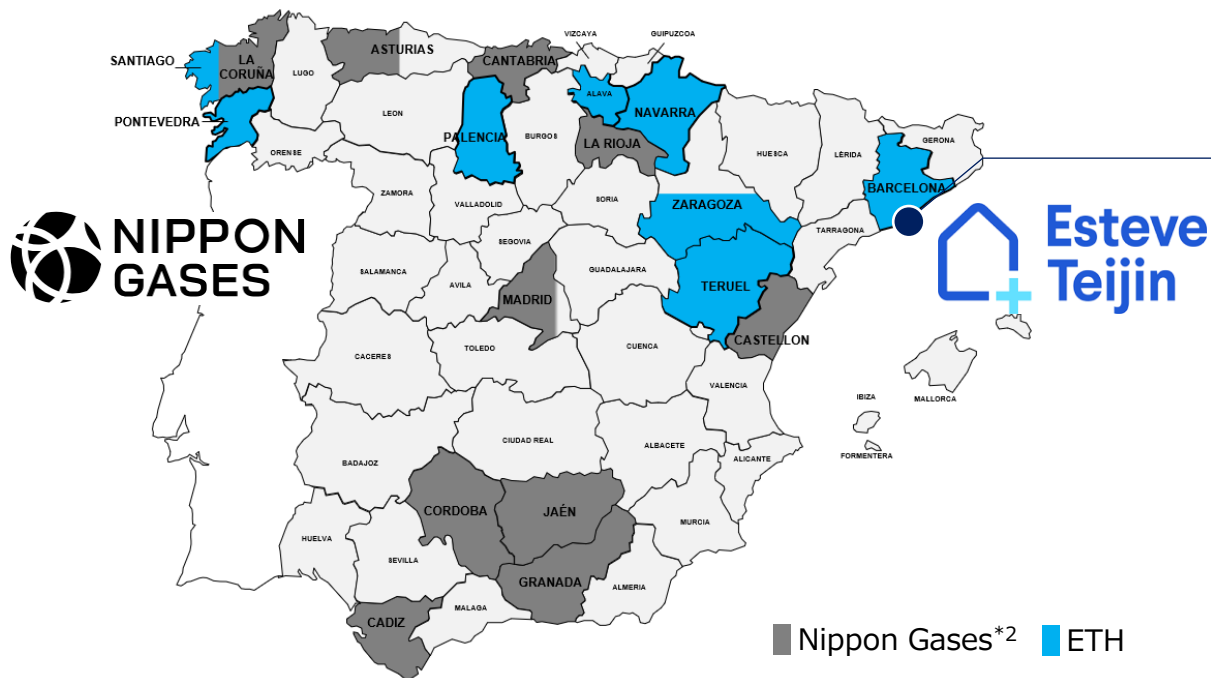 VIZCAYA
GUIPUZCOA
SANTIAGO
LA
CORUÑA
LUGO
ASTURIAS
CANTABRIA
ALAVA
NAVARRA
PONTEVEDRA
ORENSE
LEON
PALENCIA
BURGOS
LA RIOJA
HUESCA
LÉRIDA
GERONA
BARCELONA
ZAMORA
VALLADOLID
SORIA
ZARAGOZA
TARRAGONA
NIPPON
GASES
Esteve
Teijin
SEGOVIA
SALAMANCA
AVILA
MADRID
GUADALAJARA
TERUEL
CASTELLON
CACERES
TOLEDO
CUENCA
VALENCIA
IBIZA
MALLORCA
FORMENTERA
BADAJOZ
CIUDAD REAL
ALBACETE
ALICANTE
CORDOBA
JAÉN
MURCIA
HUELVA
SEVILLA
GRANADA
ALMERIA
CADIZ
MALAGA
Nippon Gases*2
ETH